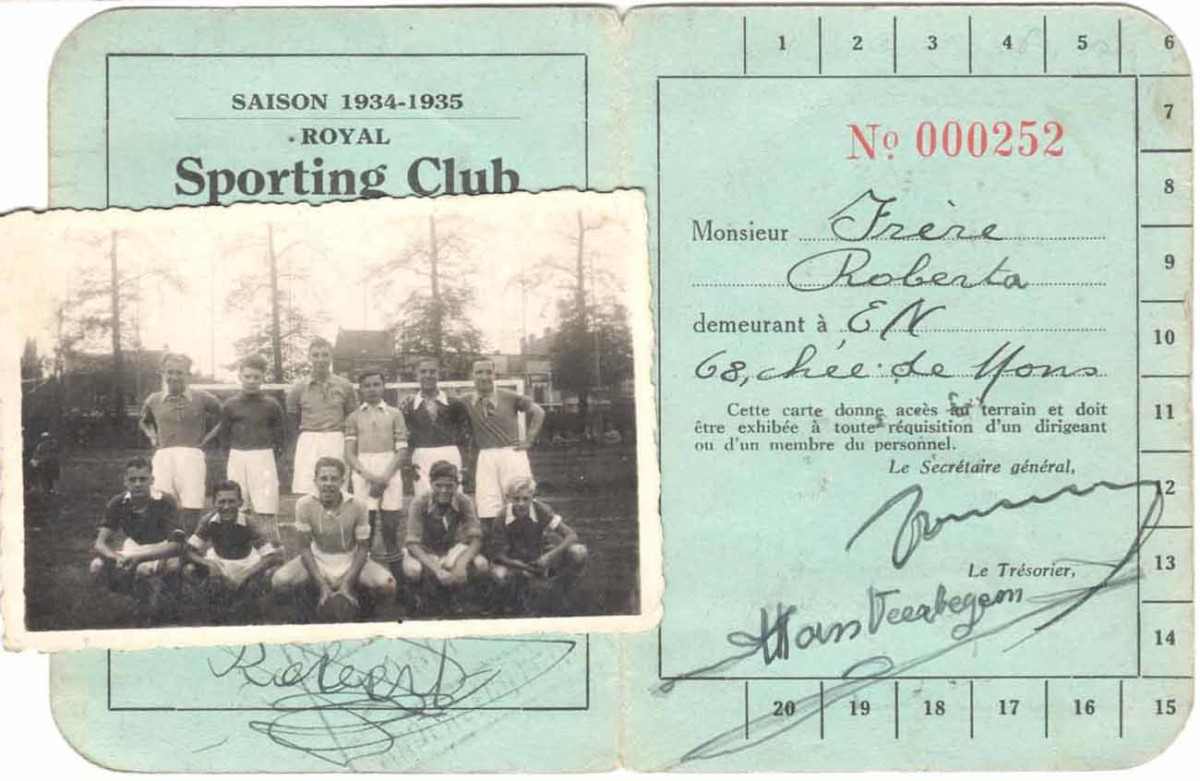 SAISON 1934-1935
ROYAL
Sporting Club
1 2 3 4 5 6
7
8
9
10
11
12
13
14
15
20 19 18 17 16
Nº 000252
Monsieur Frère
Roberta
demeurant à EN
68, chée: de Mons
Cette carte donne accès au terrain et doit
être exhibée à toute réquisition d'un dirigeant
ou d'un membre du personnel.
Le Secrétaire général,
Le Trésorier,